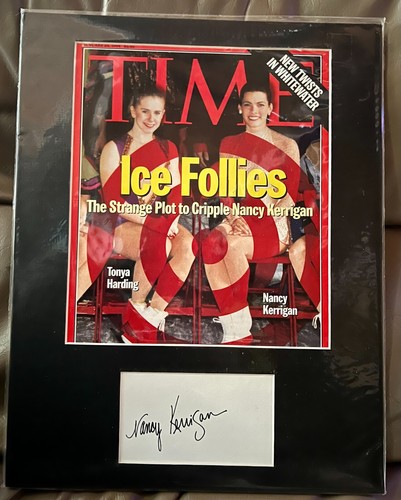 TIME
NEW TWISTS
IN WHITEWATER
Ice Follies
The Strange Plot to Cripple Nancy Kerrigan
Tonya
Harding
Nancy
Kerrigan
Nancy Kerrigan